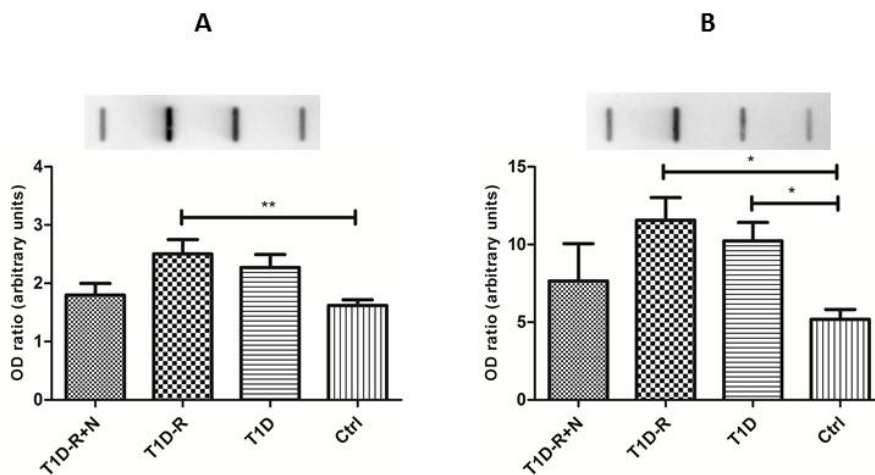 A
4
3
2
1
0
OD ratio (arbitrary units)
**
T1D-R+N
T1D-R
T1D
Ctrl
B
15
10
5
0
OD ratio (arbitrary units)
*
*
T1D-R+N
T1D-R
T1D
Ctrl